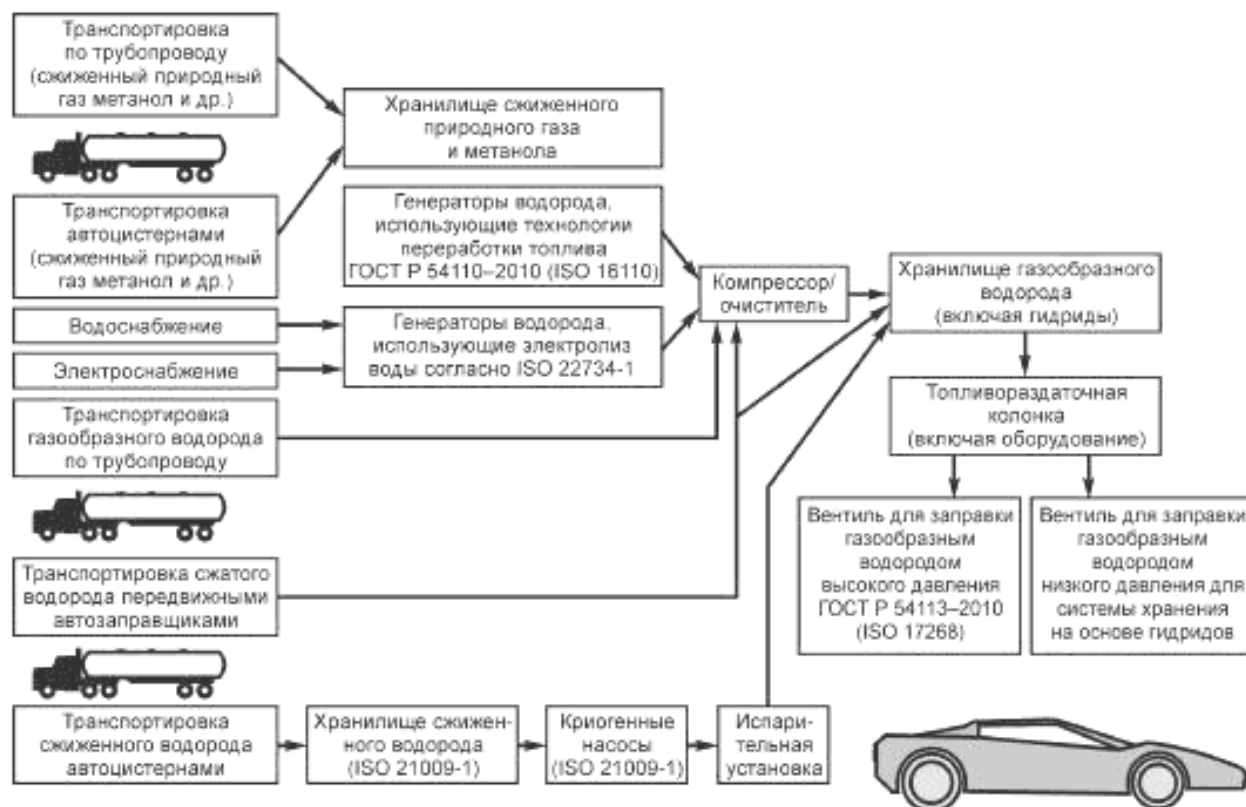 Транспортировка
по трубопроводу
(сжиженный природный
газ метанол и др.)
Хранилище сжиженного
природного газа
и метанола
Транспортировка
автоцистернами
(сжиженный природный
газ метанол и др.)
Генераторы водорода,
использующие технологии
переработки топлива
ГОСТ Р 54110–2010 (ISO 16110)
Компрессор/
очиститель
Хранилище газообразного
водорода
(включая гидриды)
Водоснабжение
Электроснабжение
Генераторы водорода,
использующие электролиз
воды согласно ISO 22734-1
Топливораздаточная
колонка
(включая оборудование)
Транспортировка
газообразного водорода
по трубопроводу
Вентиль для заправки
газообразным
водородом
высокого давления
ГОСТ Р 54113–2010
(ISO 17268)
Вентиль для заправки
газообразным
водородом
низкого давления для
системы хранения
на основе гидридов
Транспортировка сжатого
водорода передвижными
автозаправщиками
Транспортировка
сжиженного водорода
автоцистернами
Хранилище сжижен-
ного водорода
(ISO 21009-1)
Криогенные
насосы
(ISO 21009-1)
Испари-
тельная
установка